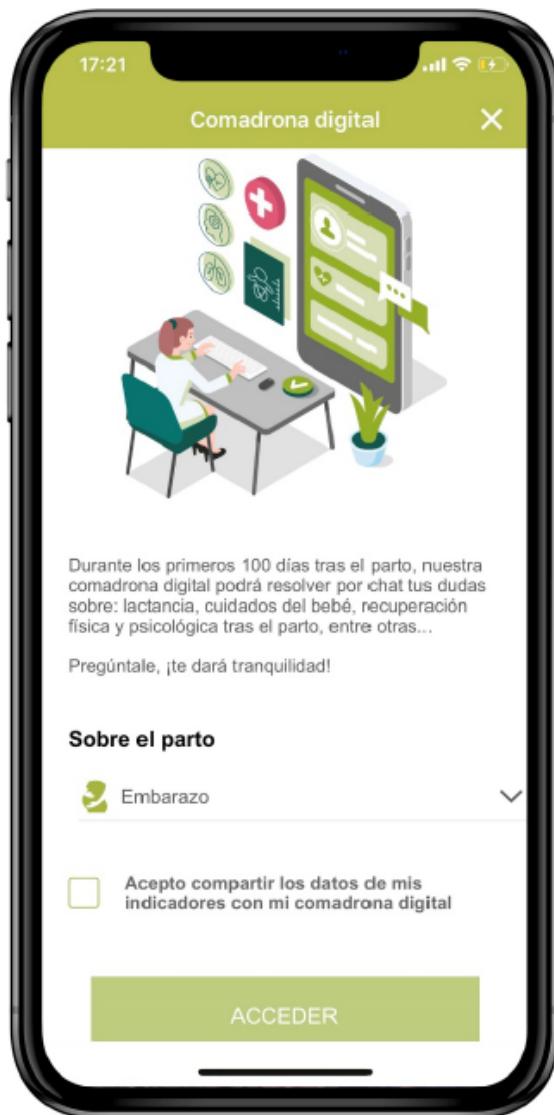 17:21
Comadrona digital
Durante los primeros 100 días tras el parto, nuestra
comadrona digital podrá resolver por chat tus dudas
sobre: lactancia, cuidados del bebé, recuperación
física y psicológica tras el parto, entre otras...
Pregúntale, ¡te dará tranquilidad!
Sobre el parto
Embarazo
Acepto compartir los datos de mis
indicadores con mi comadrona digital
ACCEDER